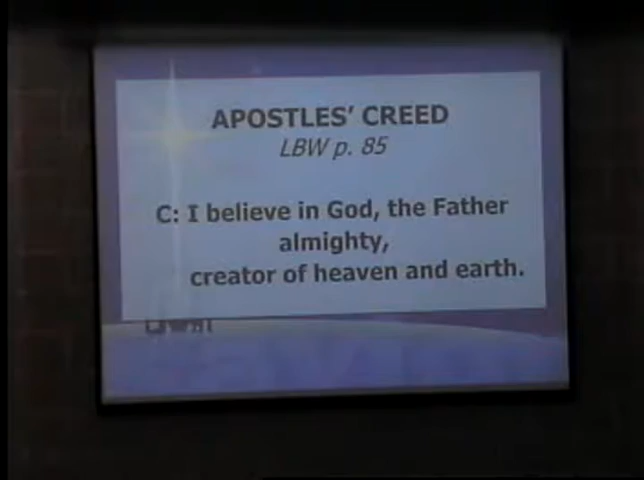 APOSTLES' CREED
LBW p. 85
C: I believe in God, the Father
almighty,
creator of heaven and earth.